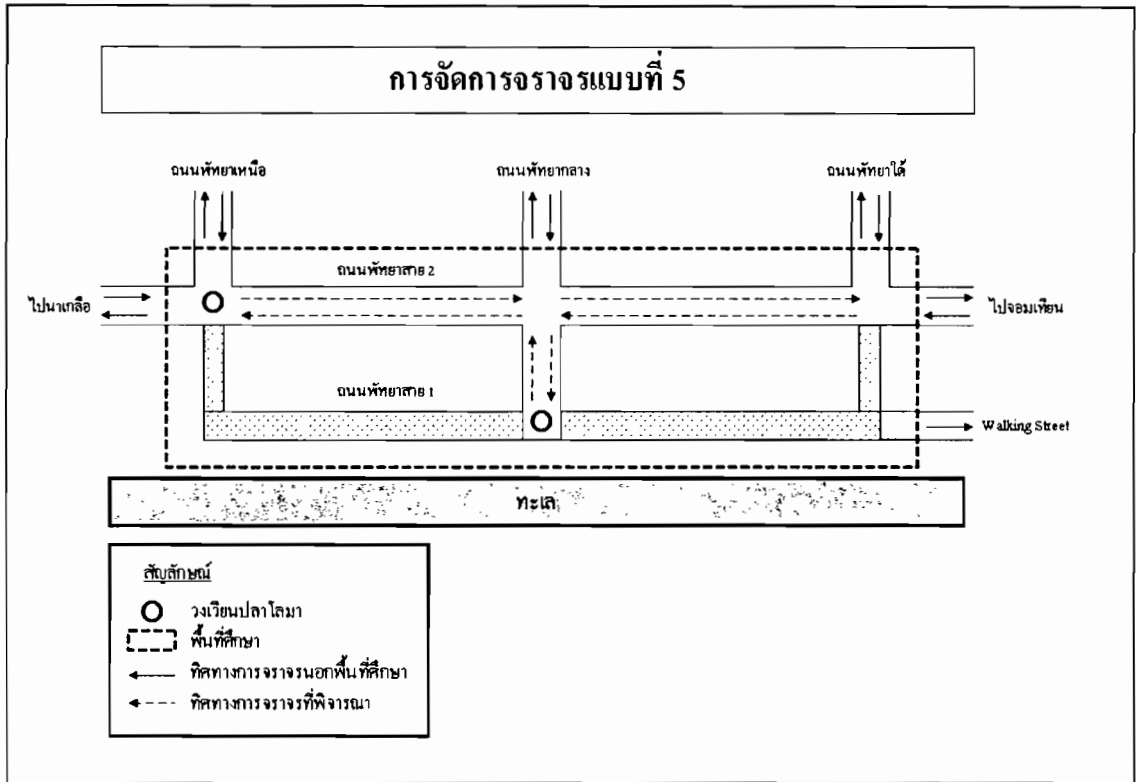 การจัดการจราจรแบบที่ 5
ถนนพัทยาเหนือ
ถนนพัทยากลาง
ถนนพัทยาใต้
ถนนพัทยาสาย 2
ไปนาเกลือ
ไปจอมเทียน
ถนนพัทยาสาย 1
Walking Street
ทะเล
สัญลักษณ์
วงเวียนปลาโลมา
พื้นที่ศึกษา
ทิศทางการจราจรนอกพื้นที่ศึกษา
ทิศทางการจราจรที่พิจารณา